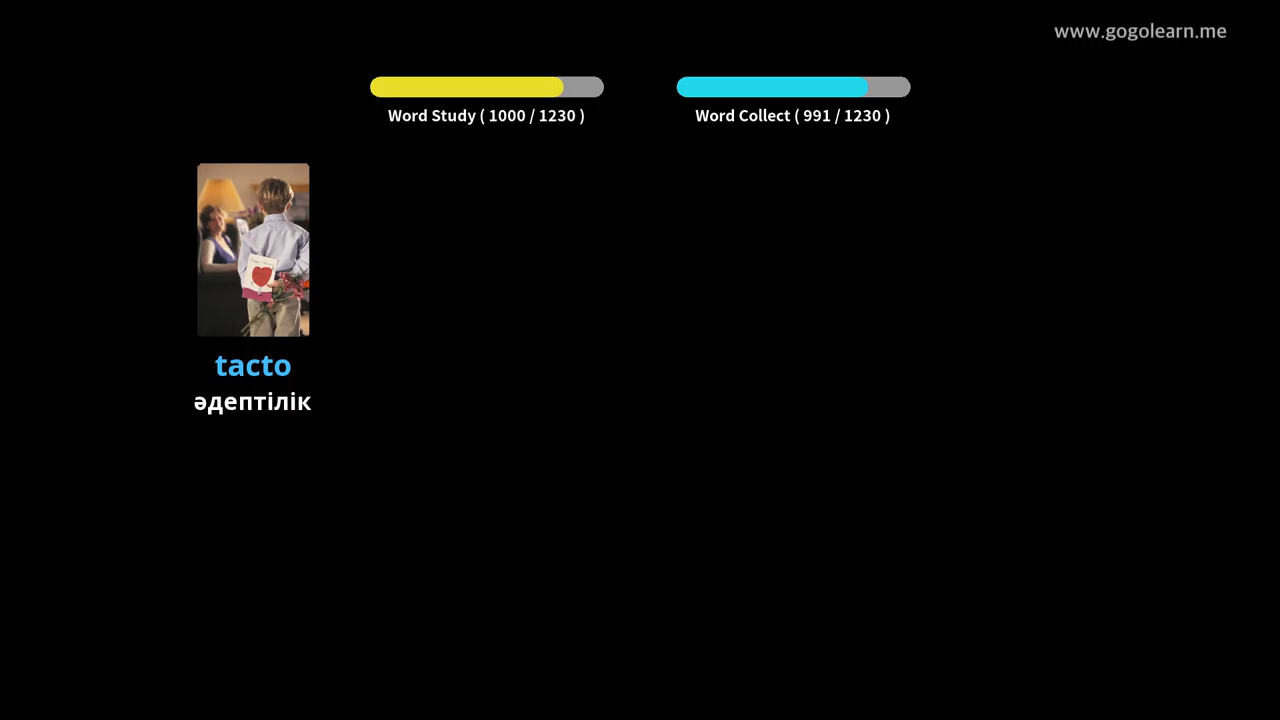 www.gogolearn.me
Word Study ( 1000 / 1230 )
Word Collect ( 991 / 1230 )
tacto
әдептілік